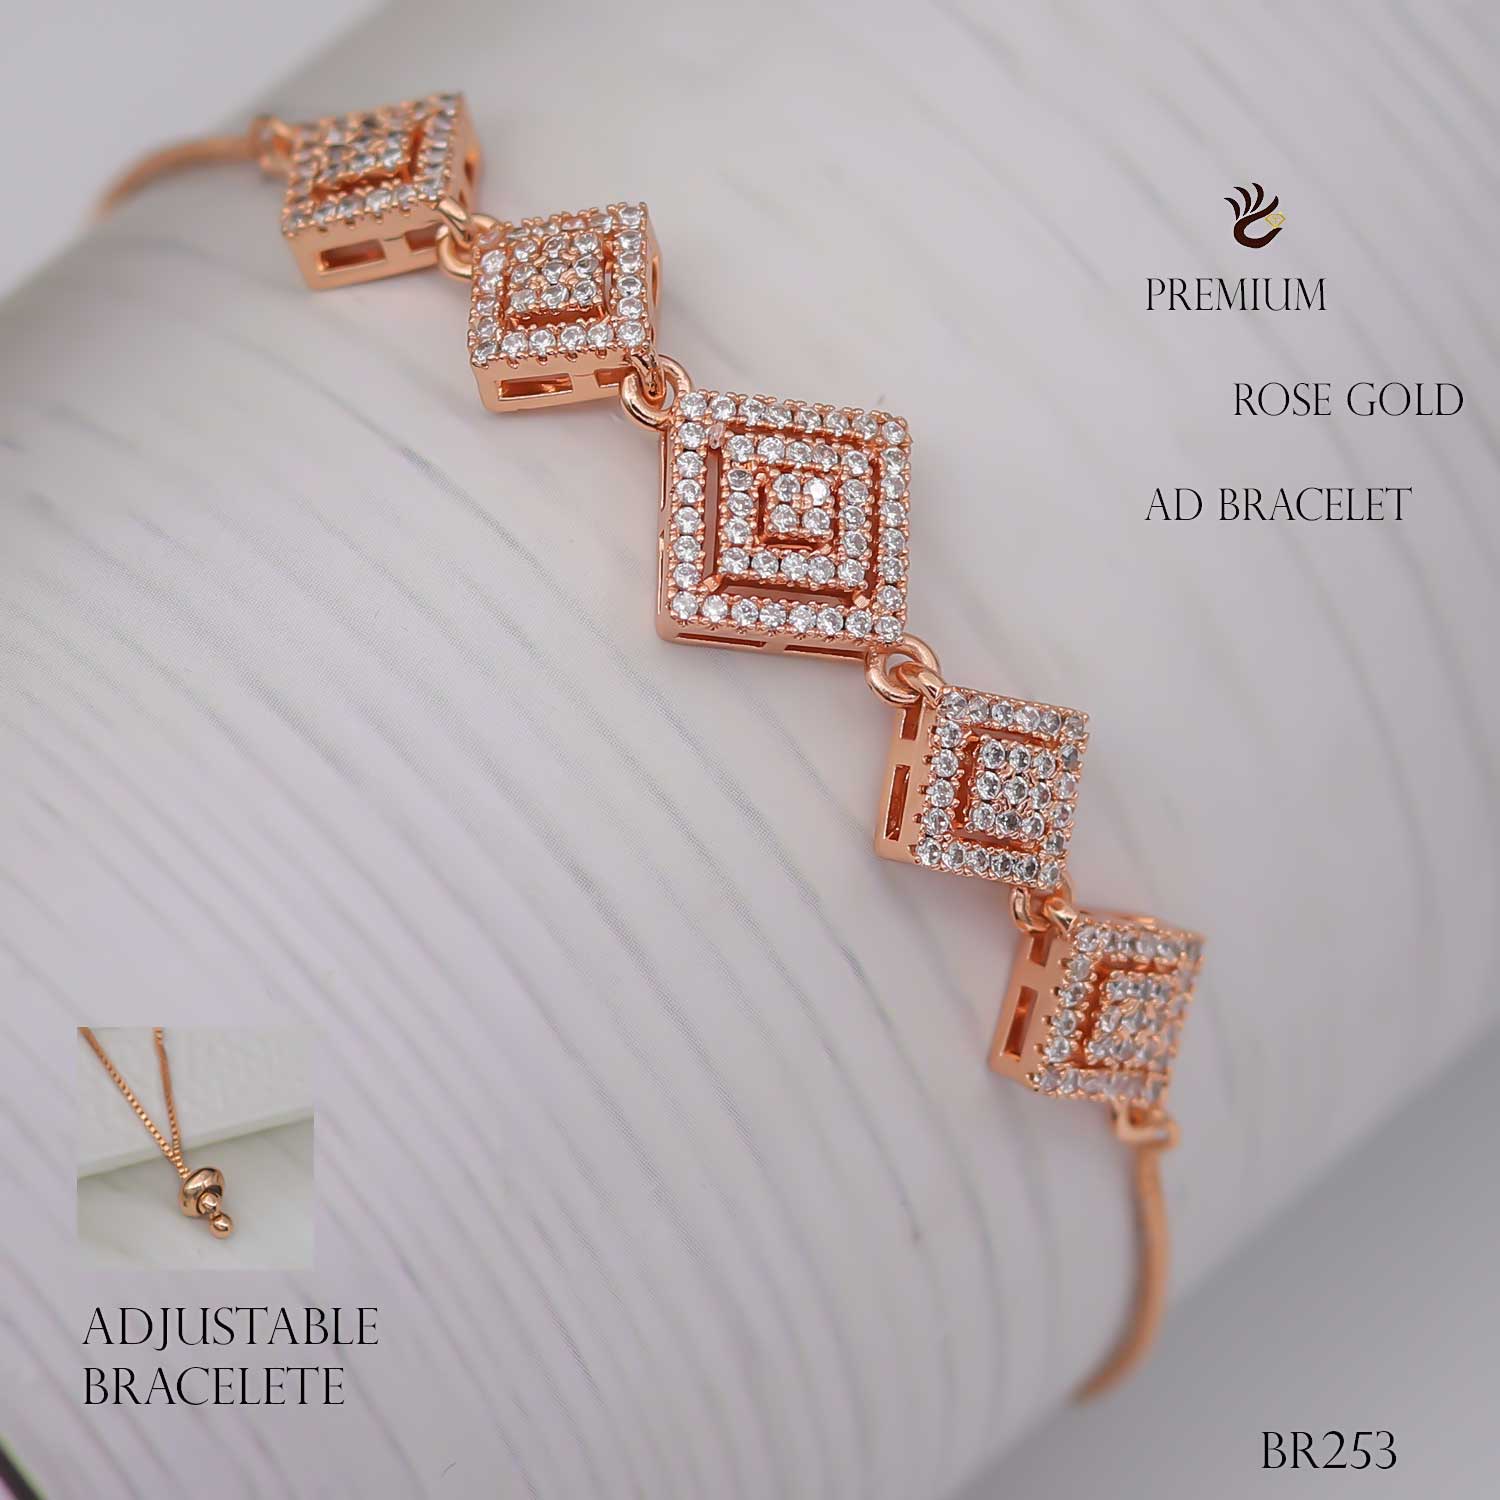 PREMIUM
ROSE GOLD
AD BRACELET
ADJUSTABLE
BRACELETE
BR253